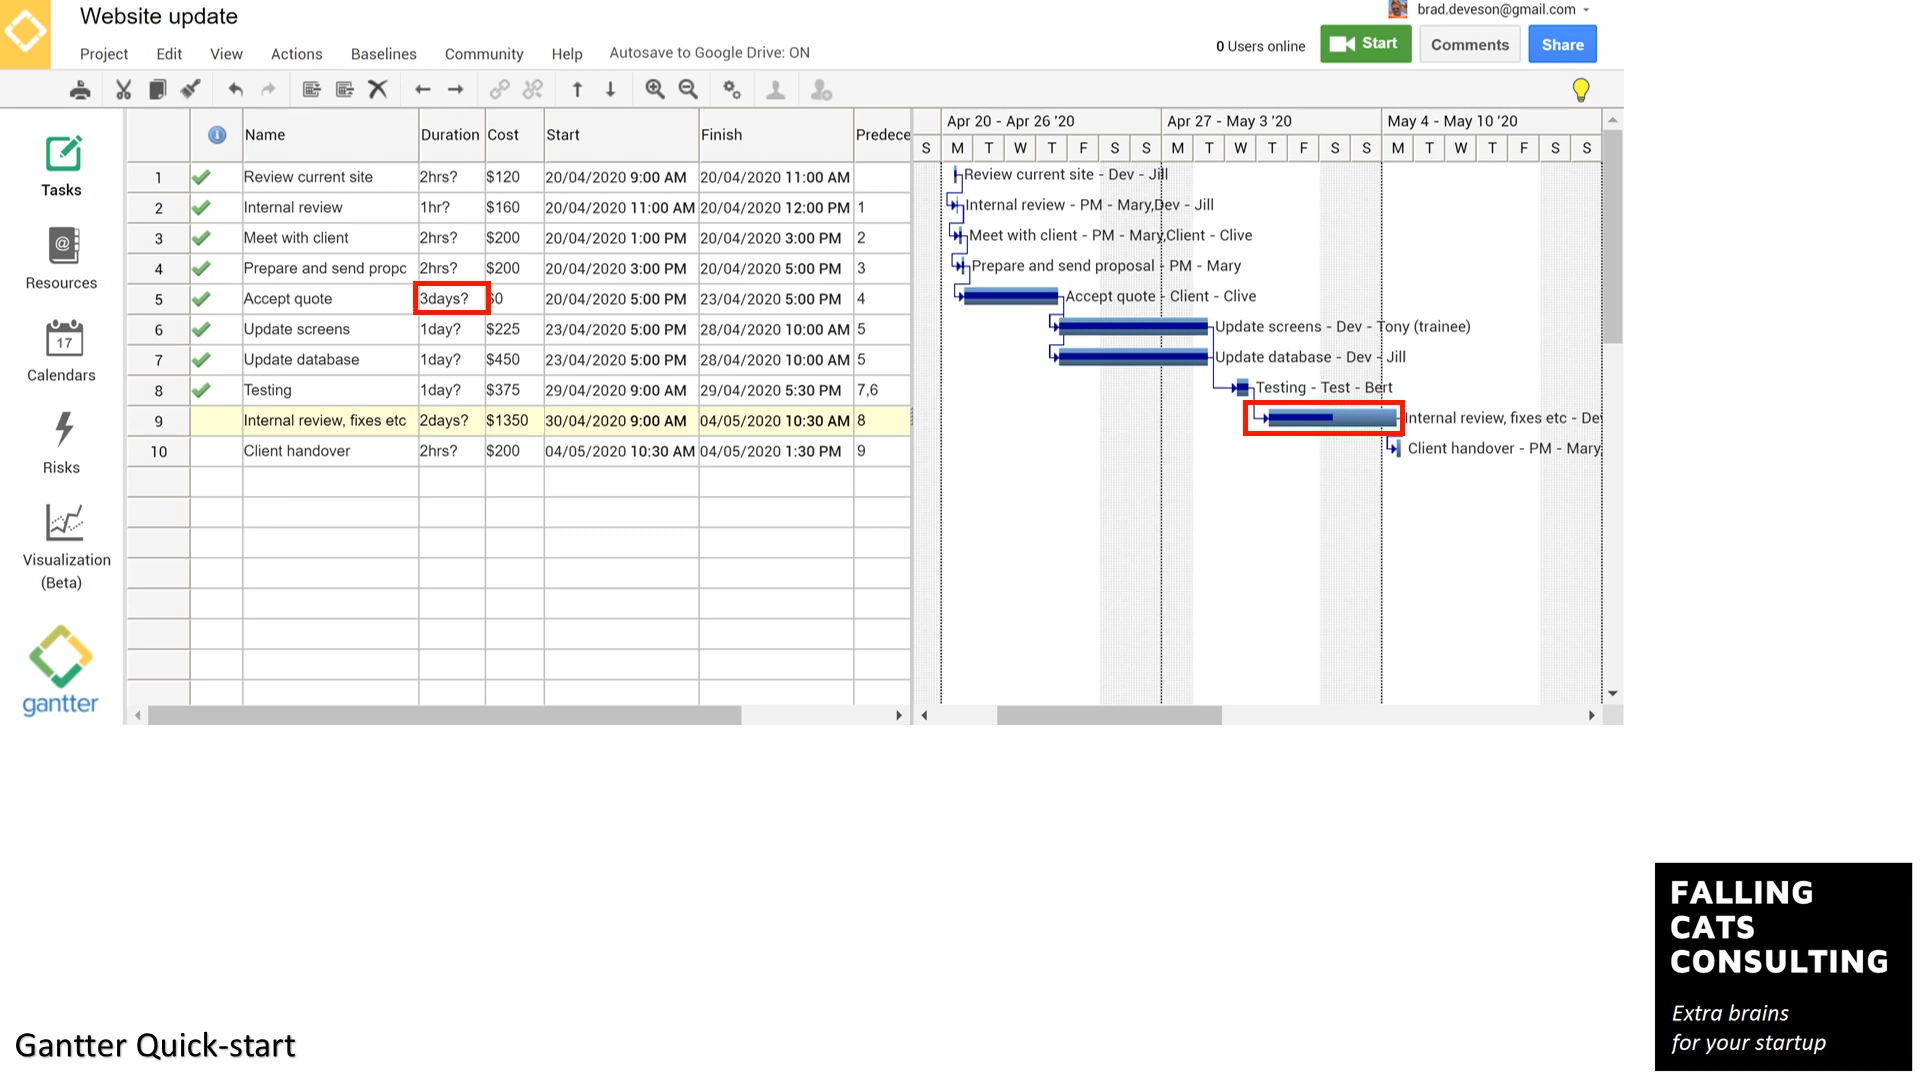 Website update
brad.deveson@gmail.com
Project Edit View Actions Baselines Community Help Autosave to Google Drive: ON
0 Users online Start Comments Share
Tasks
Resources
17
Calendars
Risks
Visualization
(Beta)
gantter
Name Duration Cost Start Finish Predece
1 Review current site 2hrs? $120 20/04/2020 9:00 AM 20/04/2020 11:00 AM
2 Internal review 1hr? $160 20/04/2020 11:00 AM 20/04/2020 12:00 PM 1
3 Meet with client 2hrs? $200 20/04/2020 1:00 PM 20/04/2020 3:00 PM 2
4 Prepare and send propc 2hrs? $200 20/04/2020 3:00 PM 20/04/2020 5:00 PM 3
5 Accept quote 3days? $0 20/04/2020 5:00 PM 23/04/2020 5:00 PM 4
6 Update screens 1day? $225 23/04/2020 5:00 PM 28/04/2020 10:00 AM 5
7 Update database 1day? $450 23/04/2020 5:00 PM 28/04/2020 10:00 AM 5
8 Testing 1day? $375 29/04/2020 9:00 AM 29/04/2020 5:30 PM 7,6
9 Internal review, fixes etc 2days? $1350 30/04/2020 9:00 AM 04/05/2020 10:30 AM 8
10 Client handover 2hrs? $200 04/05/2020 10:30 AM 04/05/2020 1:30 PM 9
Apr 20 - Apr 26 '20 Apr 27 - May 3 '20 May 4 - May 10 '20
S M T W T F S S M T W T F S S M T W T F S S
Review current site - Dev - Jill
Internal review - PM - Mary,Dev - Jill
Meet with client - PM - Mary,Client - Clive
Prepare and send proposal - PM - Mary
Accept quote - Client - Clive
Update screens - Dev - Tony (trainee)
Update database - Dev - Jill
Testing - Test - Bert
Internal review, fixes etc - De
Client handover - PM - Mary
FALLING
CATS
CONSULTING
Extra brains
for your startup
Gantter Quick-start